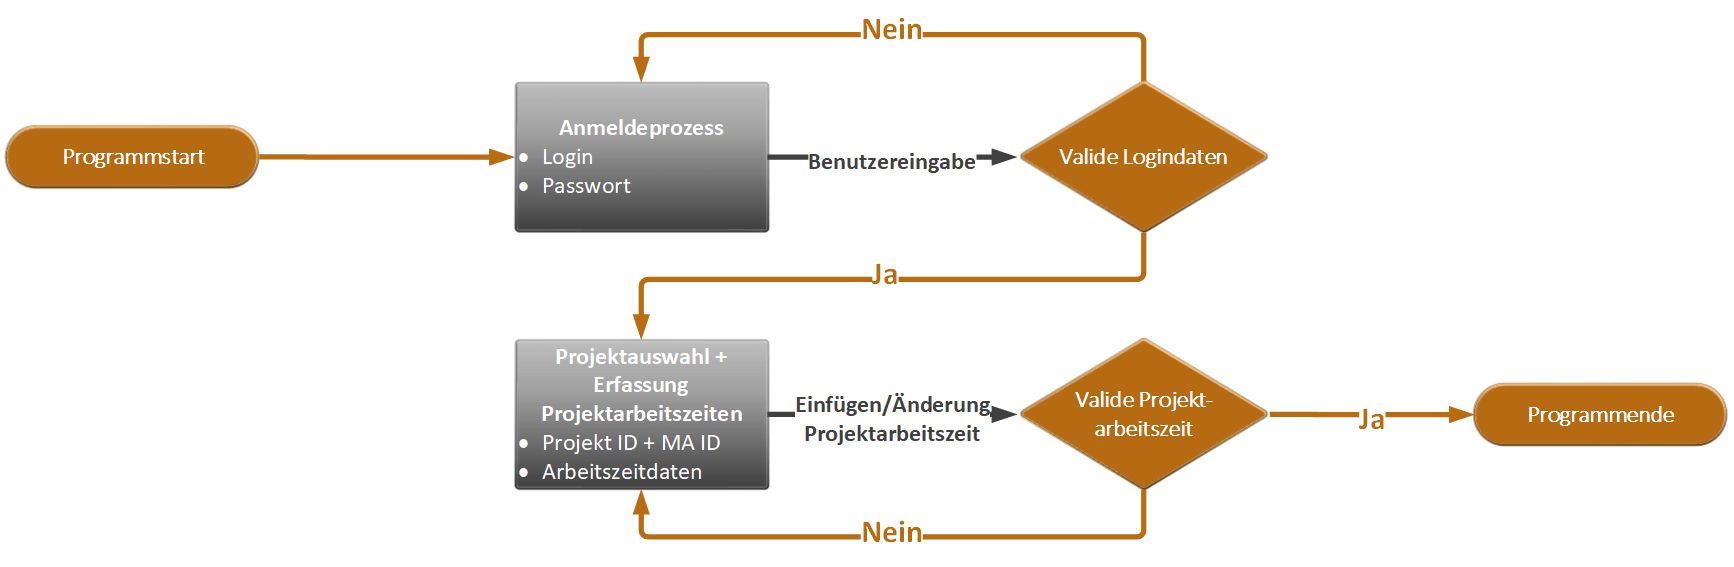 Nein
Programmstart
Anmeldeprozess
• Login
• Passwort
Benutzereingabe
Valide Logindaten
Ja
Projektauswahl +
Erfassung
Projektarbeitszeiten
• Projekt ID + MA ID
• Arbeitszeitdaten
Einfügen/Änderung
Projektarbeitszeit
Valide Projekt-
arbeitszeit
Ja
Programmende
Nein